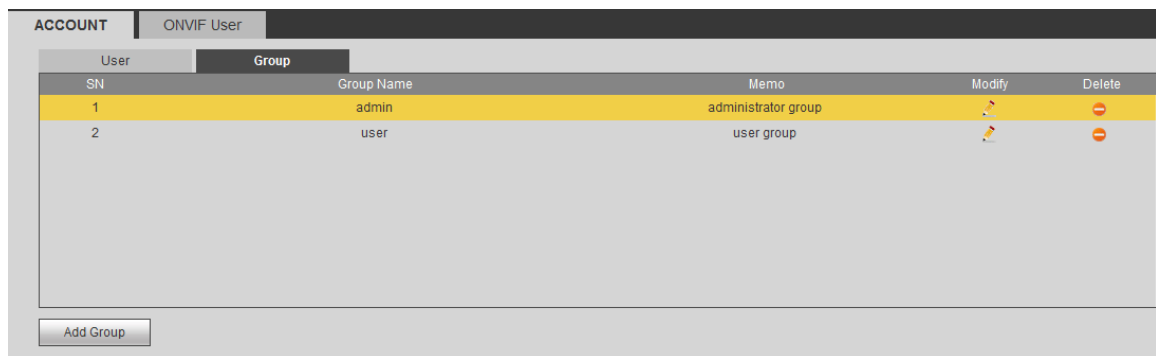 ACCOUNT ONVIF User
User Group
SN Group Name Memo Modify Delete
1 admin administrator group
2 user user group
Add Group